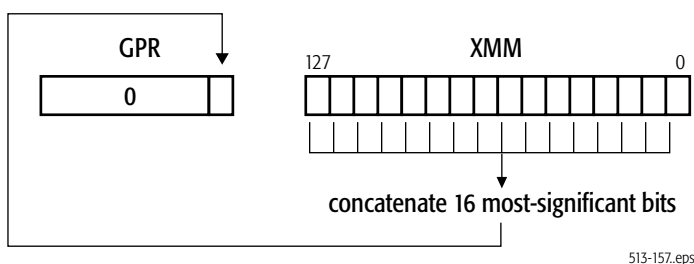 GPR XMM
127 0
0
concatenate 16 most-significant bits
513-157..eps